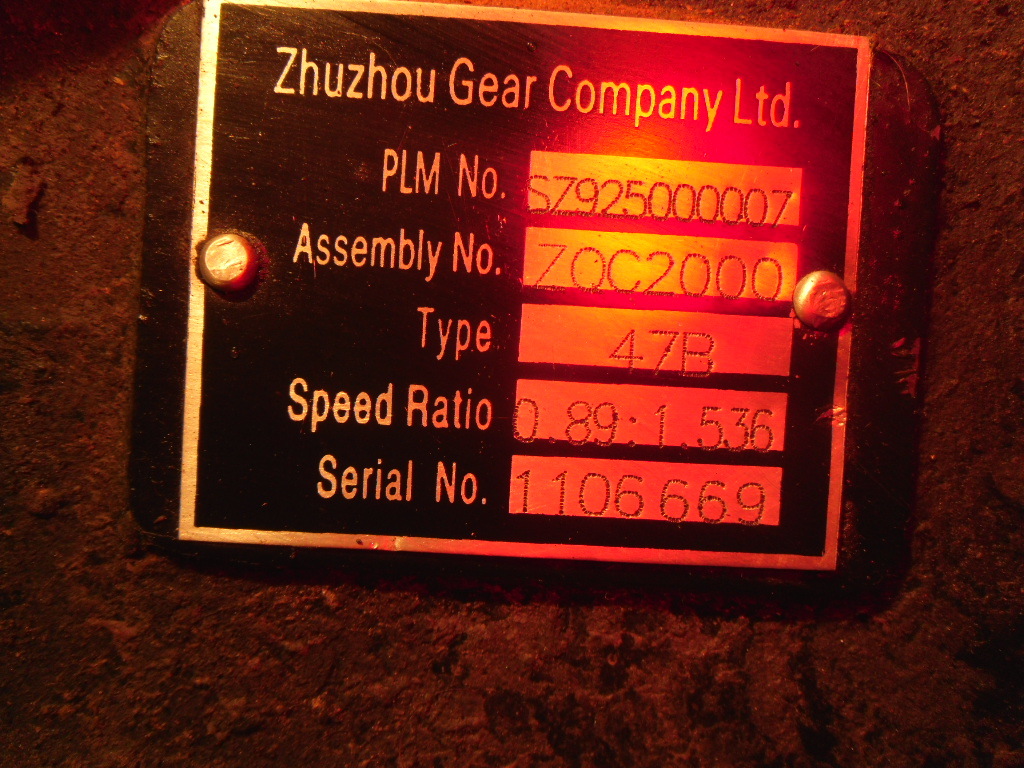 Zhuzhou Gear Company Ltd.
PLM No. SZ925000007
Assembly No. ZQC2000
Type 47B
Speed Ratio 0.89:1.536
Serial No. 1106669